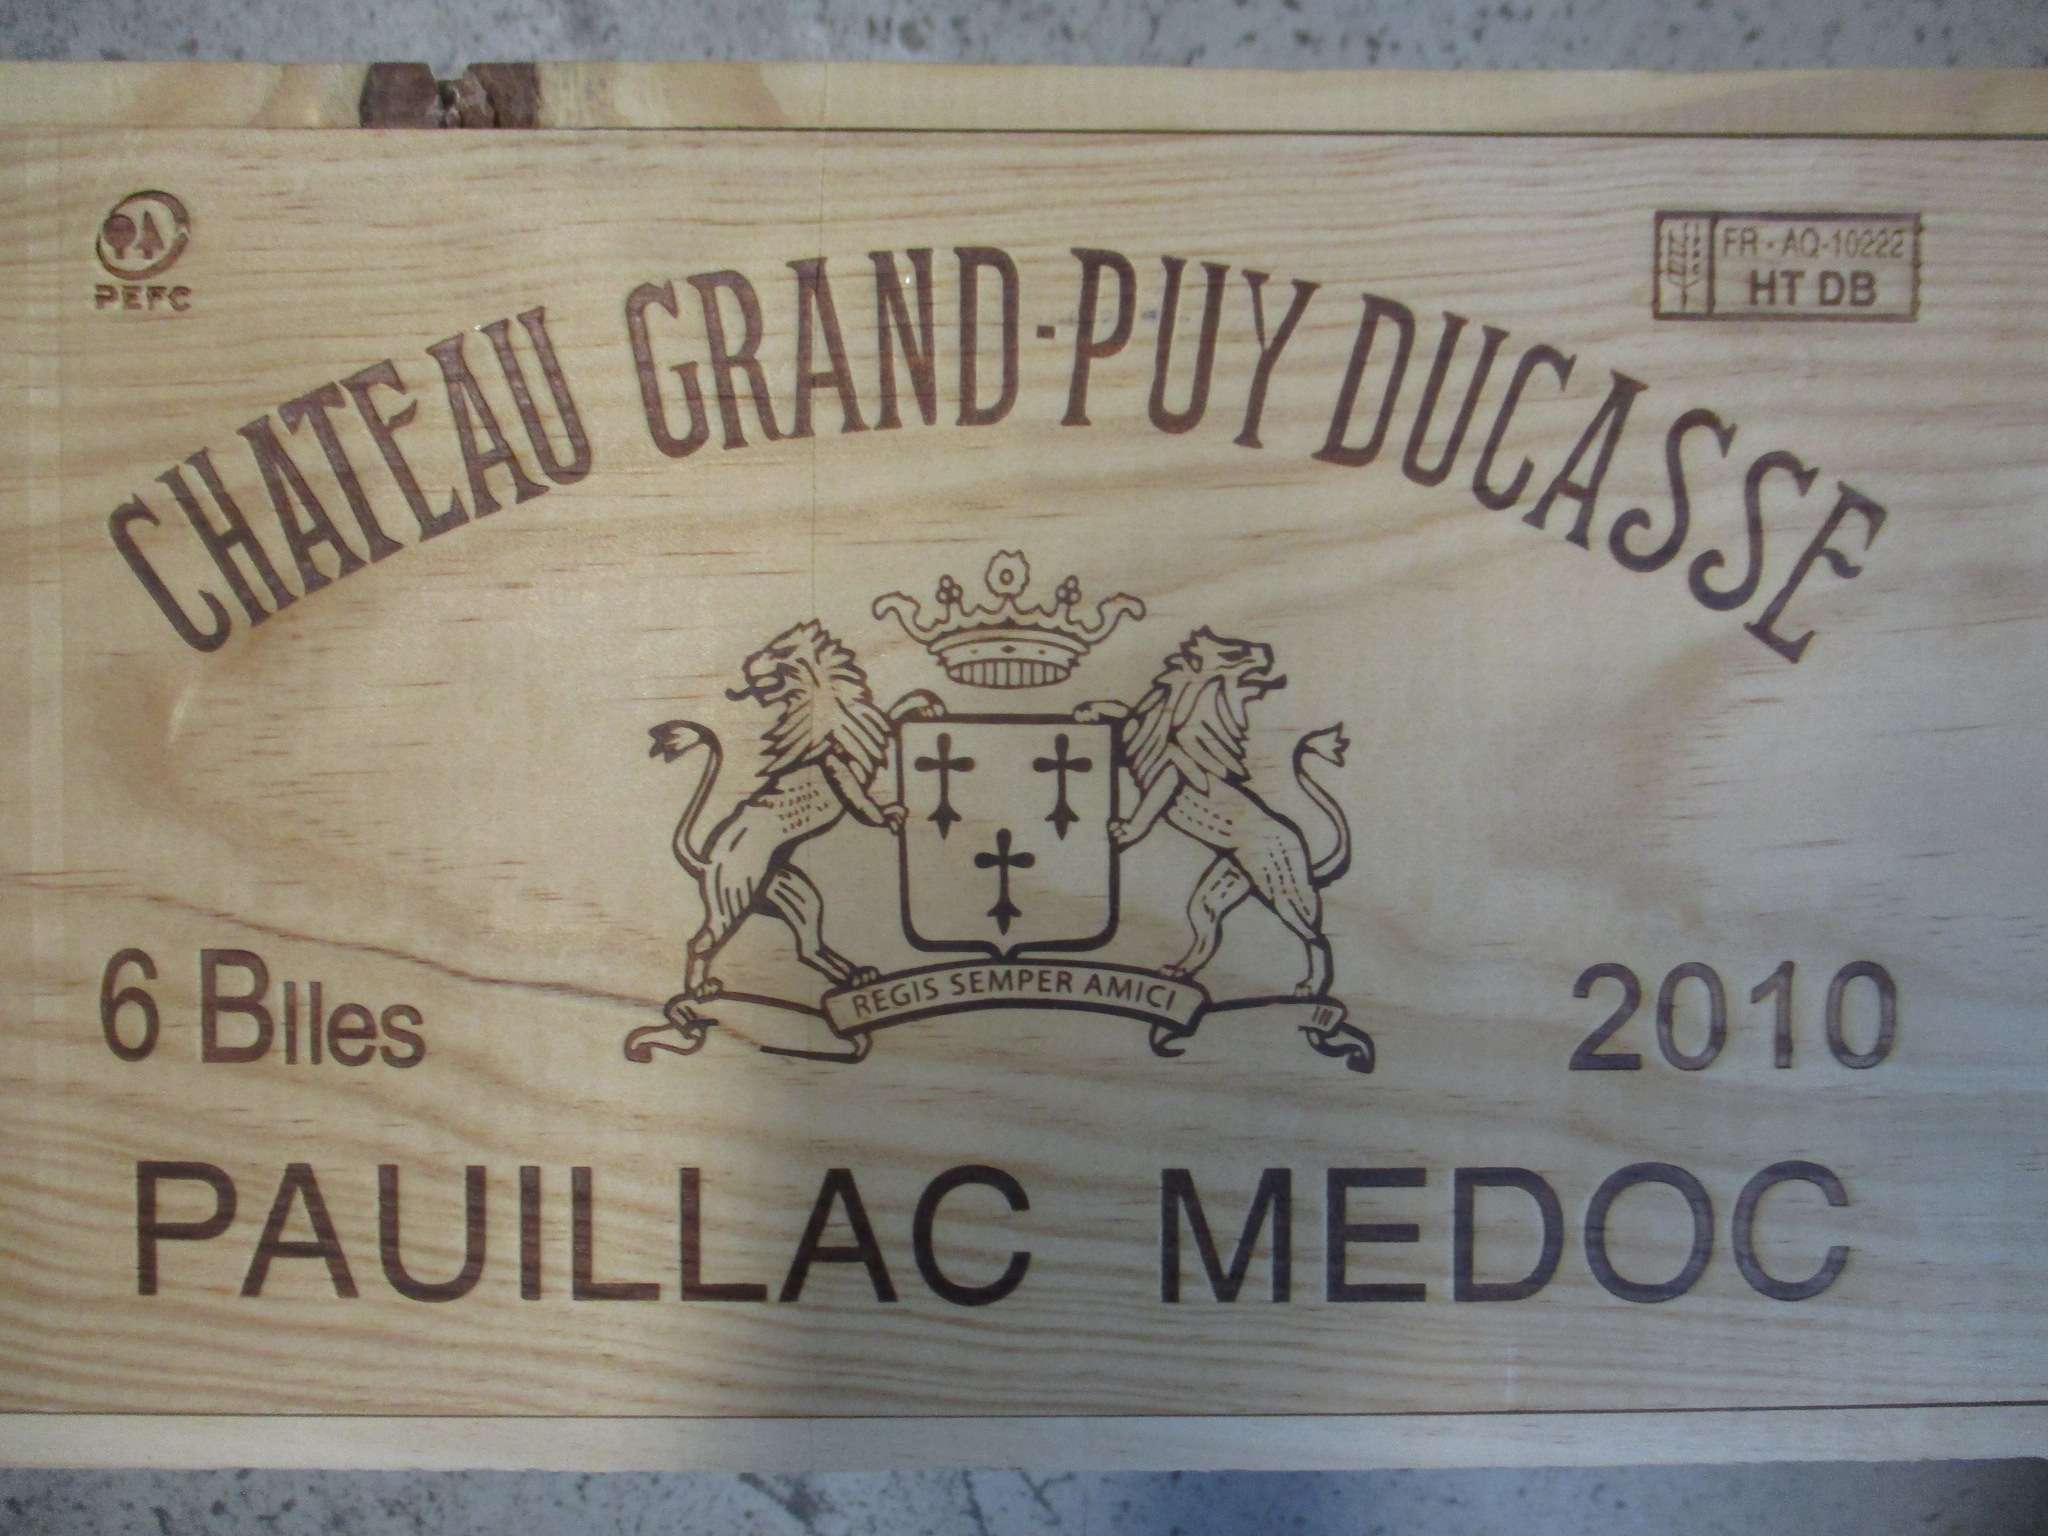 PEFC
FR - AQ-10222
HT DB
CHATEAU GRAND-PUY DUCASSE
REGIS SEMPER AMICI
6 Blles
2010
PAUILLAC MEDOC